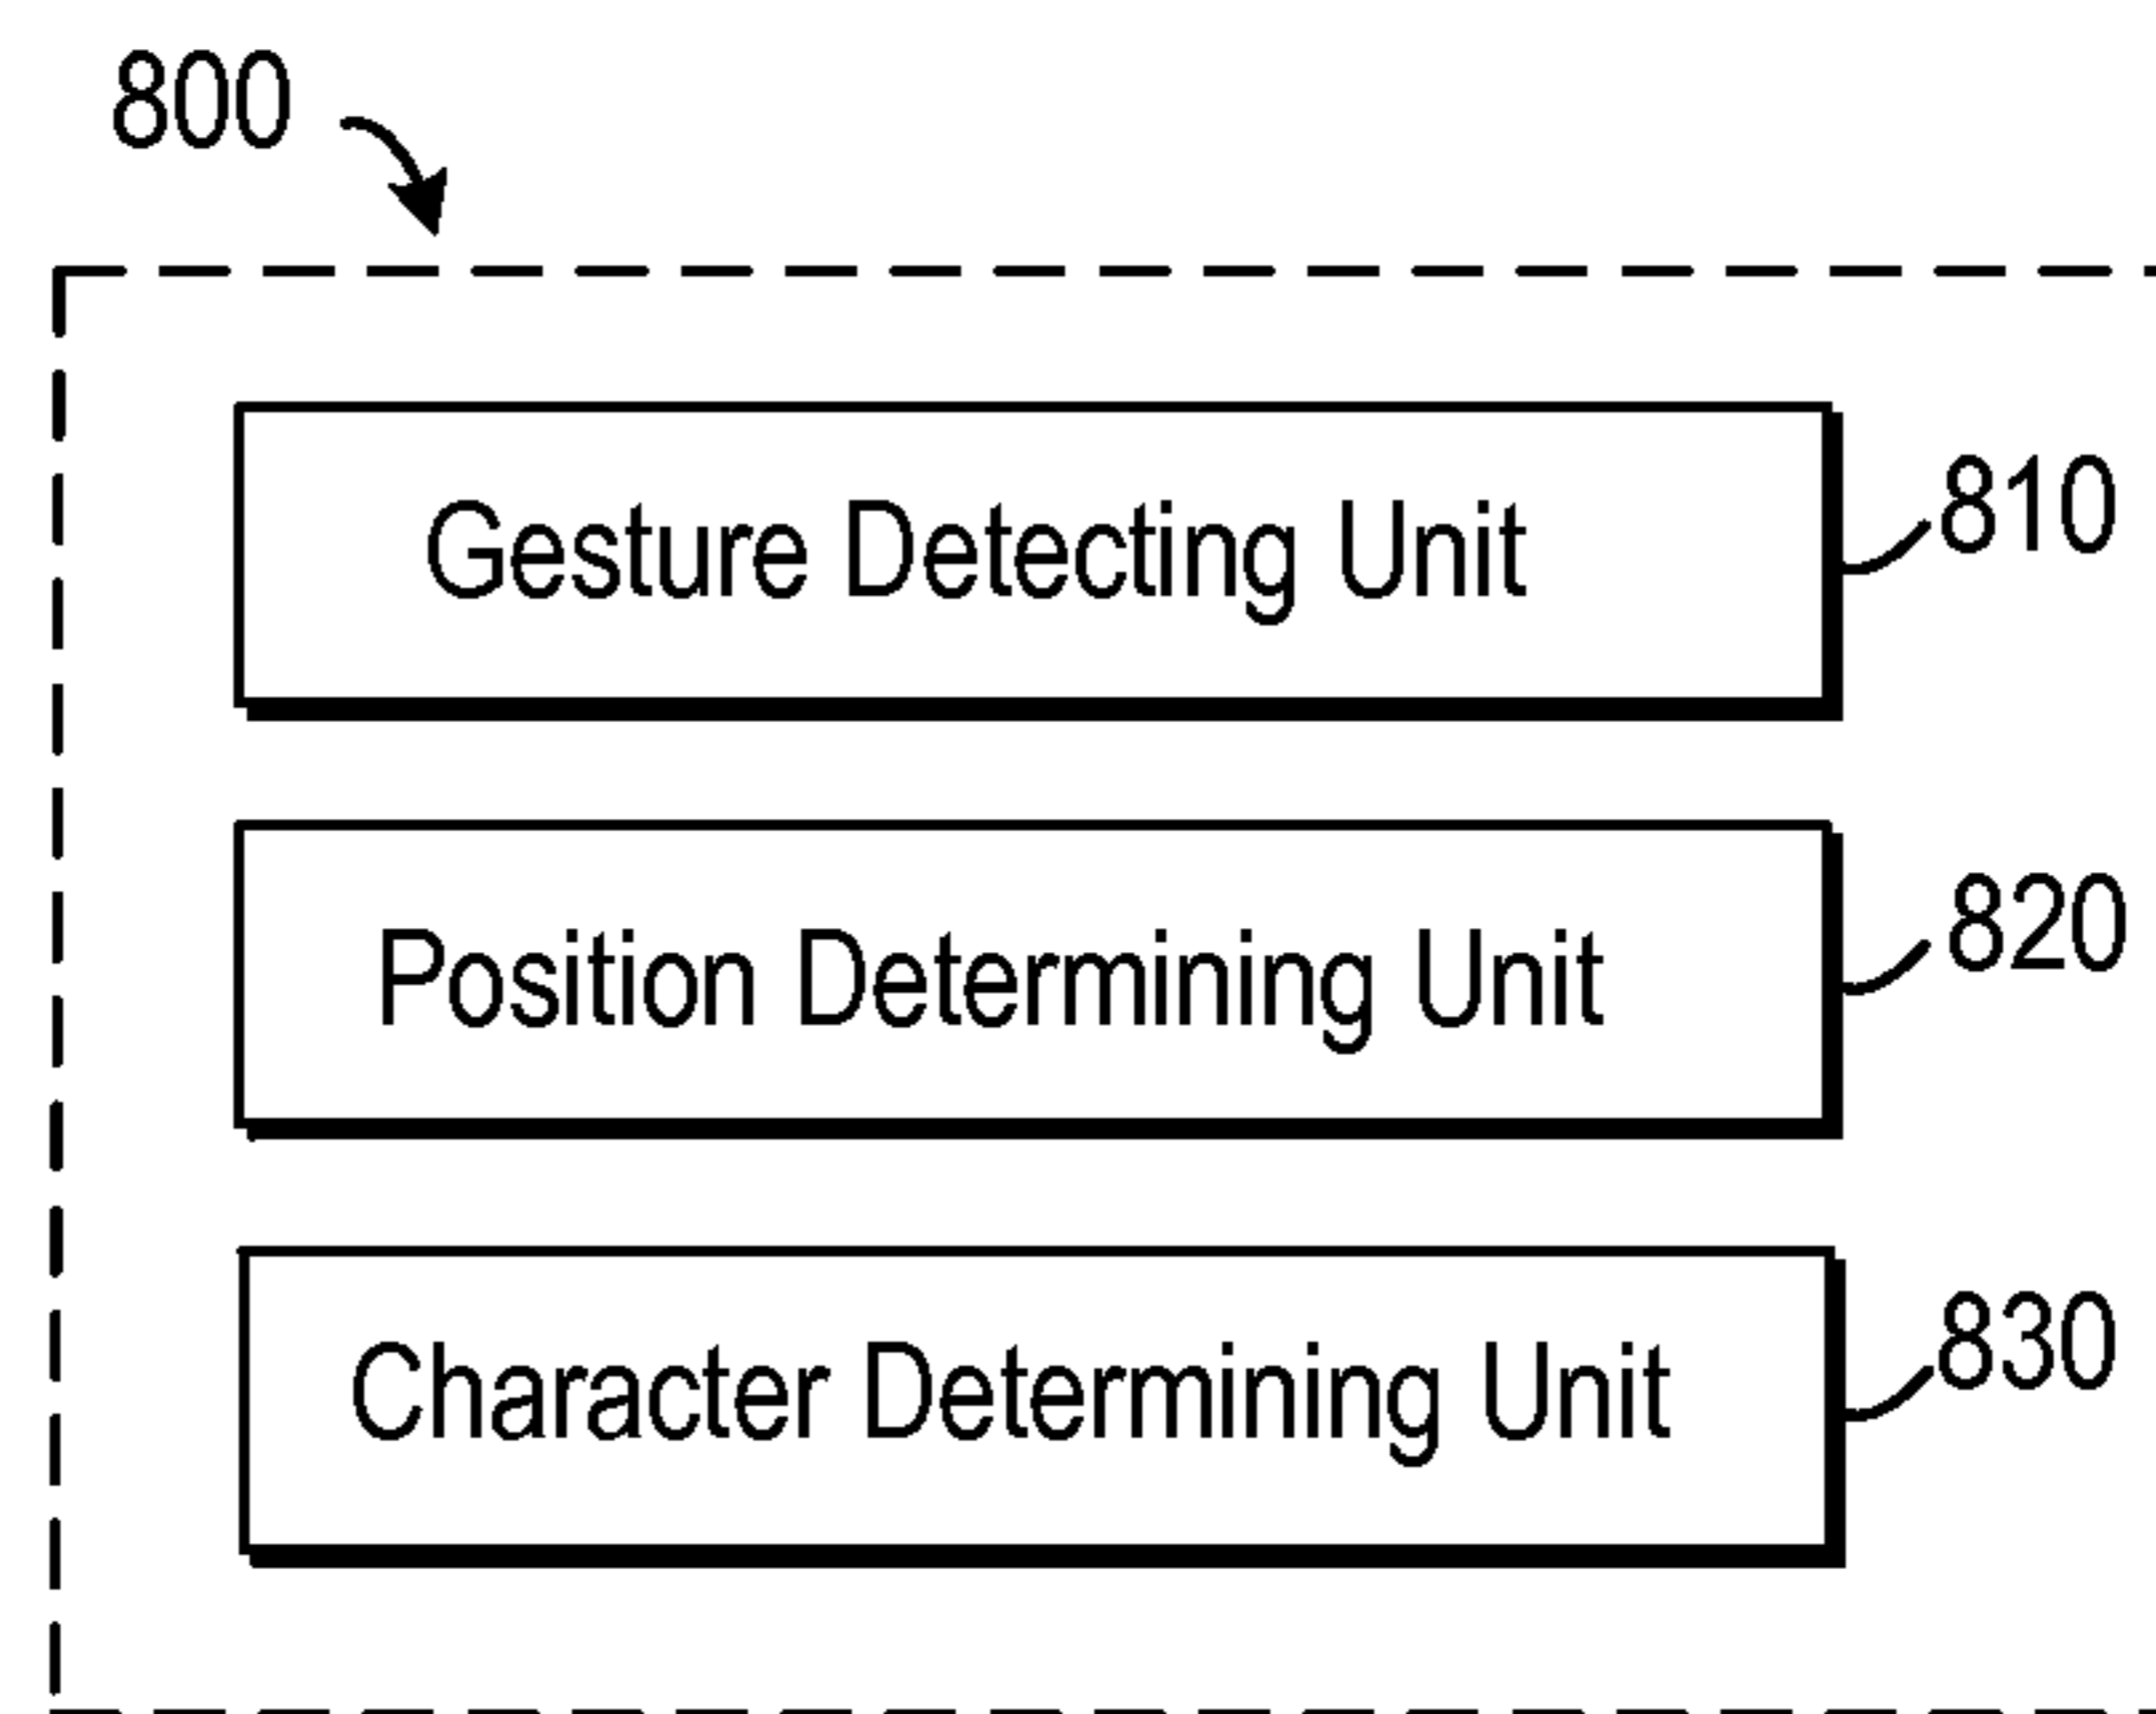 800
Gesture Detecting Unit
810
Position Determining Unit
820
Character Determining Unit
830